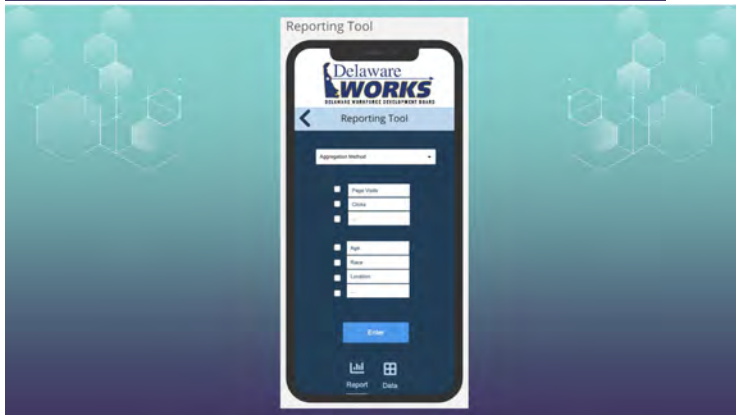 Reporting Tool
Delaware
WORKS
DELAWARE WORKFORCE DEVELOPMENT BOARD
Reporting Tool
Aggregation Method
Page Visits
Clicks
...
Age
Race
Location
...
Enter
Report Data